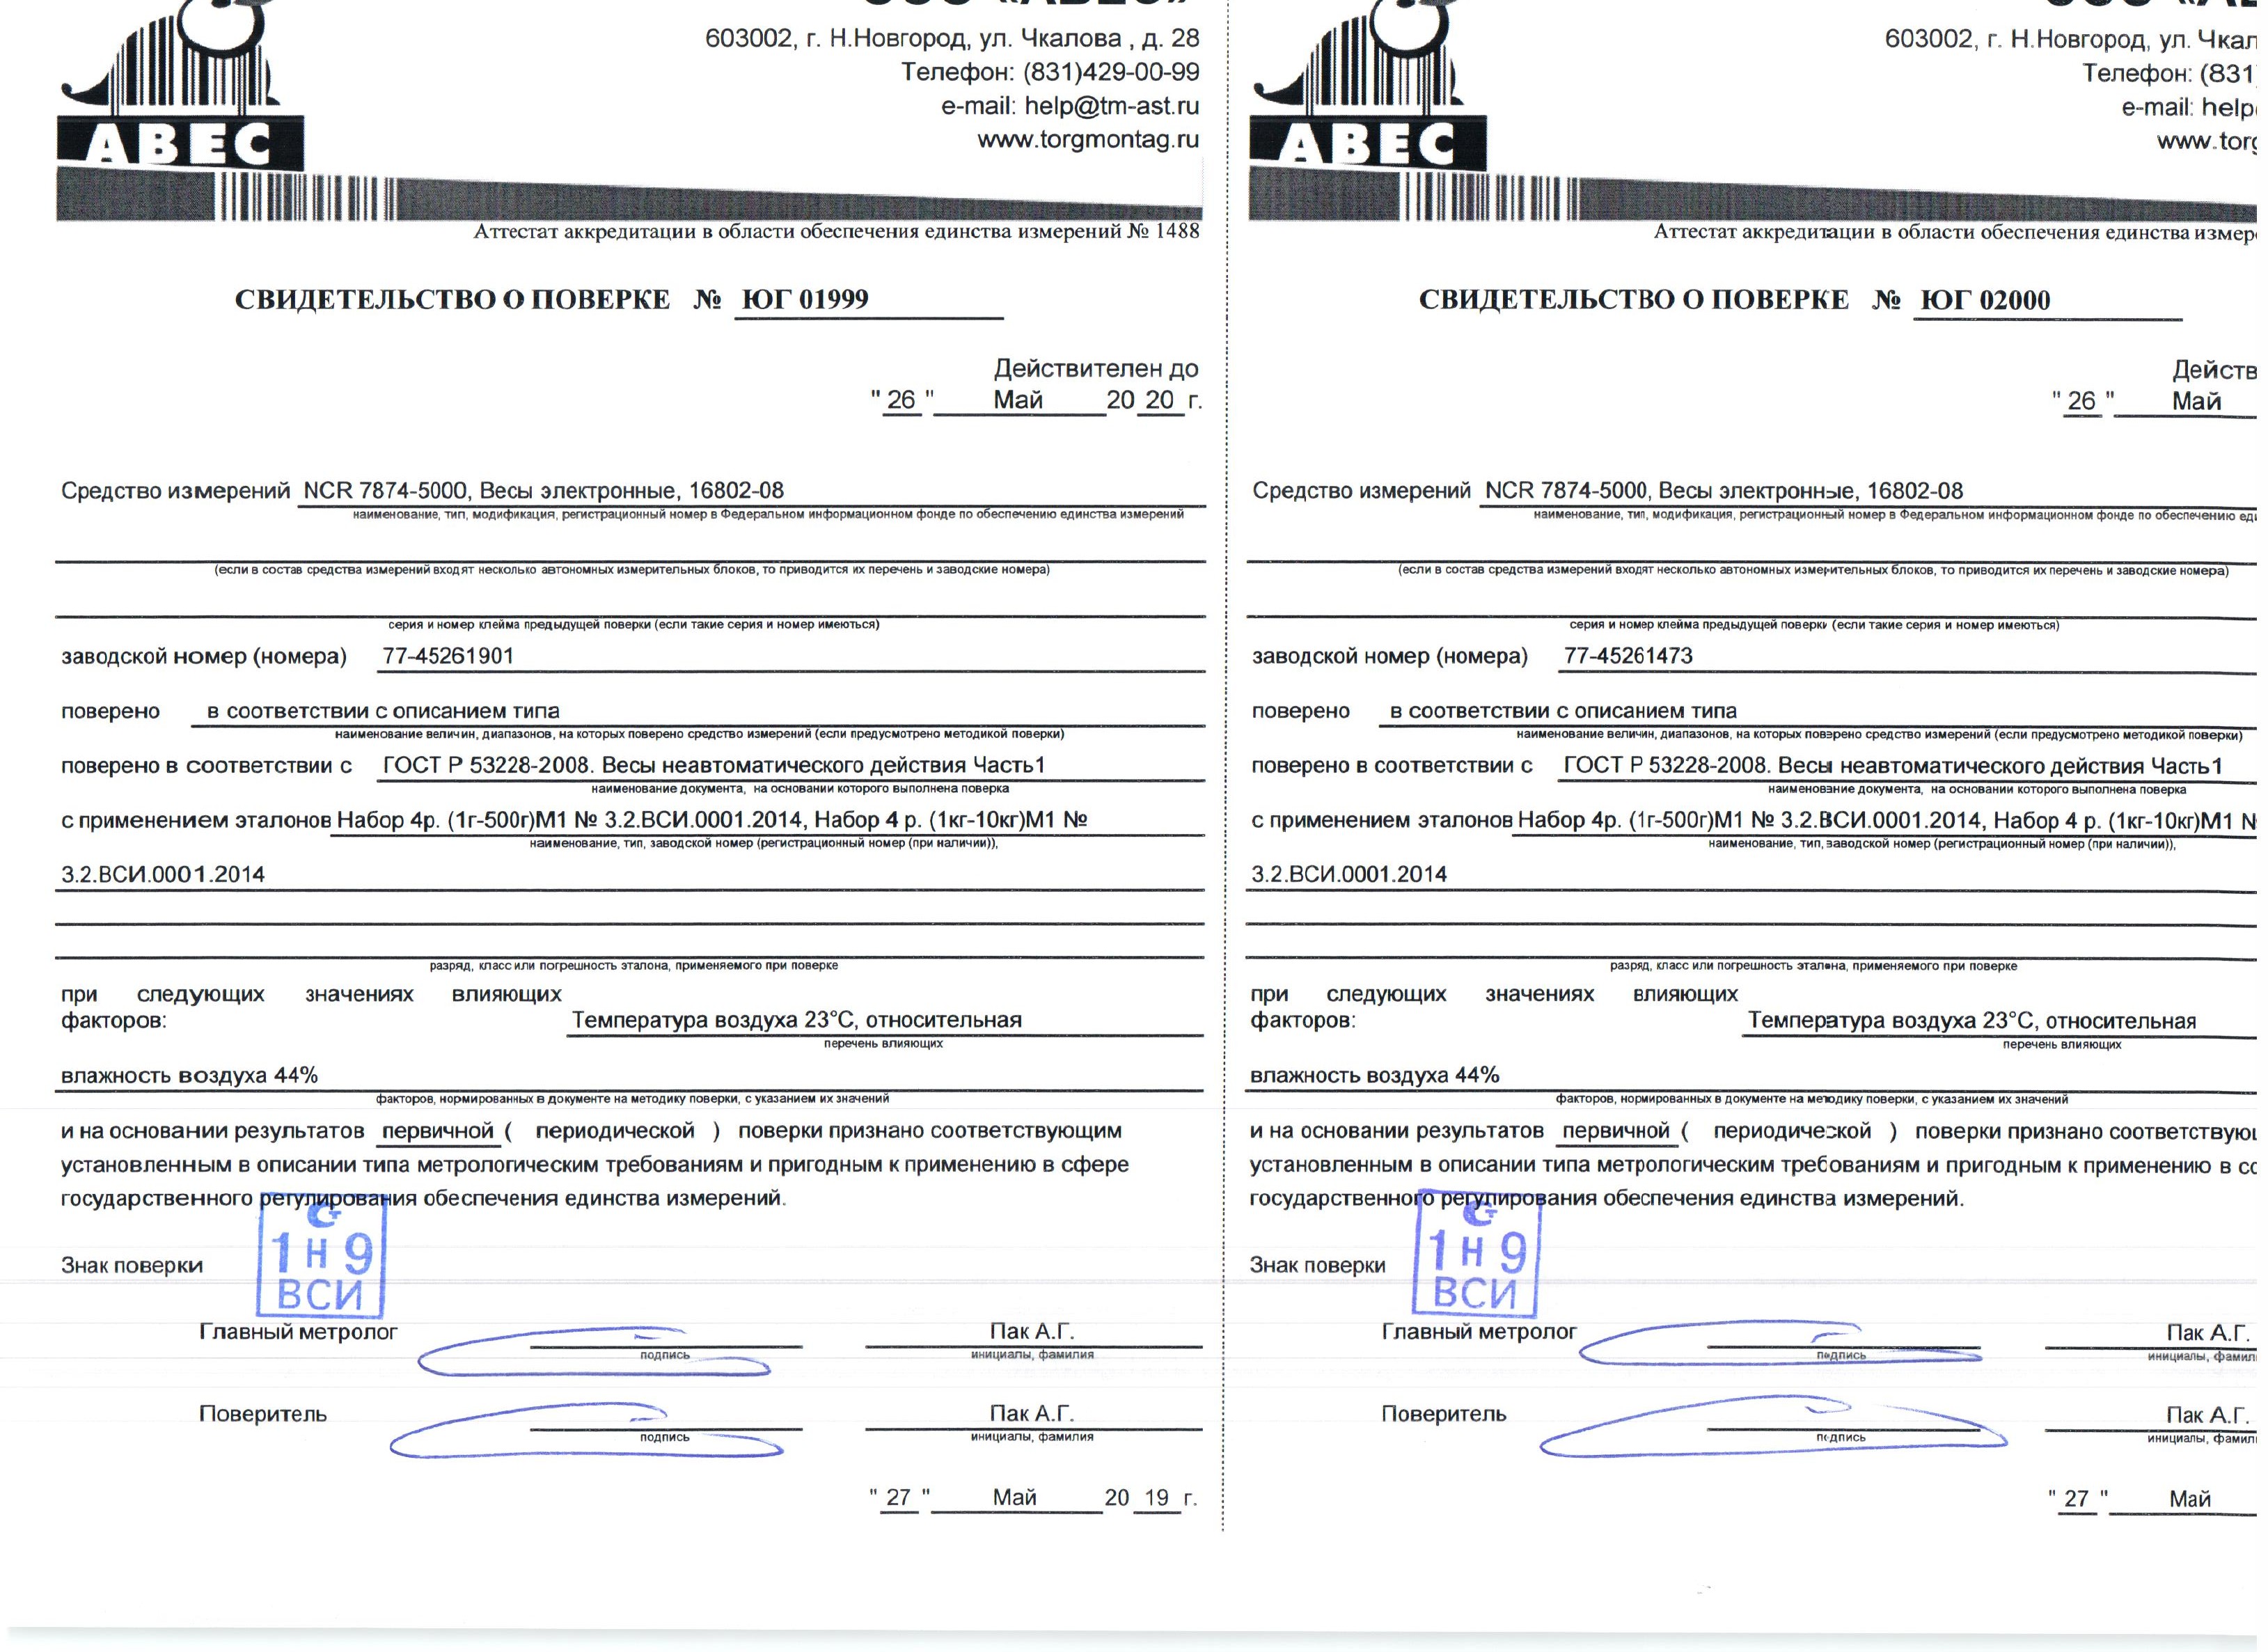 603002, г. Н.Новгород, ул. Чкалова , д. 28
Телефон: (831)429-00-99
e-mail: help@tm-ast.ru
www.torgmontag.ru
АВЕС
Аттестат аккредитации в области обеспечения единства измерений № 1488
СВИДЕТЕЛЬСТВО О ПОВЕРКЕ № ЮГ 01999
Действителен до
" 26 " Май 20 20 г.
Средство измерений NCR 7874-5000, Весы электронные, 16802-08
наименование, тип, модификация, регистрационный номер в Федеральном информационном фонде по обеспечению единства измерений
(если в состав средства измерений входят несколько автономных измерительных блоков, то приводится их перечень и заводские номера)
серия и номер клейма предыдущей поверки (если такие серия и номер имеються)
заводской номер (номера) 77-45261901
поверено в соответствии с описанием типа
наименование величин, диапазонов, на которых поверено средство измерений (если предусмотрено методикой поверки)
поверено в соответствии с ГОСТ Р 53228-2008. Весы неавтоматического действия Часть1
наименование документа, на основании которого выполнена поверка
с применением эталонов Набор 4р. (1г-500г)М1 № 3.2.ВСИ.0001.2014, Набор 4 р. (1кг-10кг)М1 №
наименование, тип, заводской номер (регистрационный номер (при наличии)),
3.2.ВСИ.0001.2014
разряд, класс или погрешность эталона, применяемого при поверке
при следующих значениях влияющих
факторов: Температура воздуха 23°С, относительная
перечень влияющих
влажность воздуха 44%
факторов, нормированных в документе на методику поверки, с указанием их значений
и на основании результатов первичной ( периодической ) поверки признано соответствующим
установленным в описании типа метрологическим требованиям и пригодным к применению в сфере
государственного регулирования обеспечения единства измерений.
Знак поверки
1 Н 9
ВСИ
Главный метролог Пак А.Г.
подпись инициалы, фамилия
Поверитель Пак А.Г.
подпись инициалы, фамилия
" 27 " Май 20 19 г.
603002, г. Н.Новгород, ул. Чкал
Телефон: (831)
e-mail: help
www.torg
АВЕС
Аттестат аккредитации в области обеспечения единства измер
СВИДЕТЕЛЬСТВО О ПОВЕРКЕ № ЮГ 02000
Действ
" 26 " Май
Средство измерений NCR 7874-5000, Весы электронные, 16802-08
наименование, тип, модификация, регистрационный номер в Федеральном информационном фонде по обеспечению еди
(если в состав средства измерений входят несколько автономных измерительных блоков, то приводится их перечень и заводские номера)
серия и номер клейма предыдущей поверки (если такие серия и номер имеються)
заводской номер (номера) 77-45261473
поверено в соответствии с описанием типа
наименование величин, диапазонов, на которых поверено средство измерений (если предусмотрено методикой поверки)
поверено в соответствии с ГОСТ Р 53228-2008. Весы неавтоматического действия Часть1
наименование документа, на основании которого выполнена поверка
с применением эталонов Набор 4р. (1г-500г)М1 № 3.2.ВСИ.0001.2014, Набор 4 р. (1кг-10кг)М1 №
наименование, тип, заводской номер (регистрационный номер (при наличии)),
3.2.ВСИ.0001.2014
разряд, класс или погрешность эталона, применяемого при поверке
при следующих значениях влияющих
факторов: Температура воздуха 23°С, относительная
перечень влияющих
влажность воздуха 44%
факторов, нормированных в документе на методику поверки, с указанием их значений
и на основании результатов первичной ( периодической ) поверки признано соответствующ
установленным в описании типа метрологическим требованиям и пригодным к применению в сф
государственного регулирования обеспечения единства измерений.
Знак поверки
1 Н 9
ВСИ
Главный метролог Пак А.Г.
подпись инициалы, фамил
Поверитель Пак А.Г.
подпись инициалы, фамил
" 27 " Май